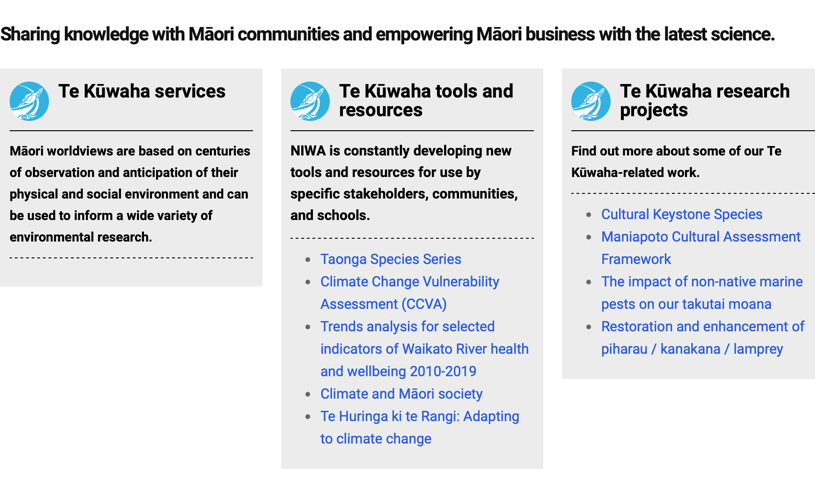 Sharing knowledge with Māori communities and empowering Māori business with the latest science.
Te Kūwaha services
Māori worldviews are based on centuries
of observation and anticipation of their
physical and social environment and can
be used to inform a wide variety of
environmental research.
Te Kūwaha tools and
resources
NIWA is constantly developing new
tools and resources for use by
specific stakeholders, communities,
and schools.
Taonga Species Series
Climate Change Vulnerability
Assessment (CCVA)
Trends analysis for selected
indicators of Waikato River health
and wellbeing 2010-2019
Climate and Māori society
Te Huringa ki te Rangi: Adapting
to climate change
Te Kūwaha research
projects
Find out more about some of our Te
Kūwaha-related work.
Cultural Keystone Species
Maniapoto Cultural Assessment
Framework
The impact of non-native marine
pests on our takutai moana
Restoration and enhancement of
piharau / kanakana / lamprey